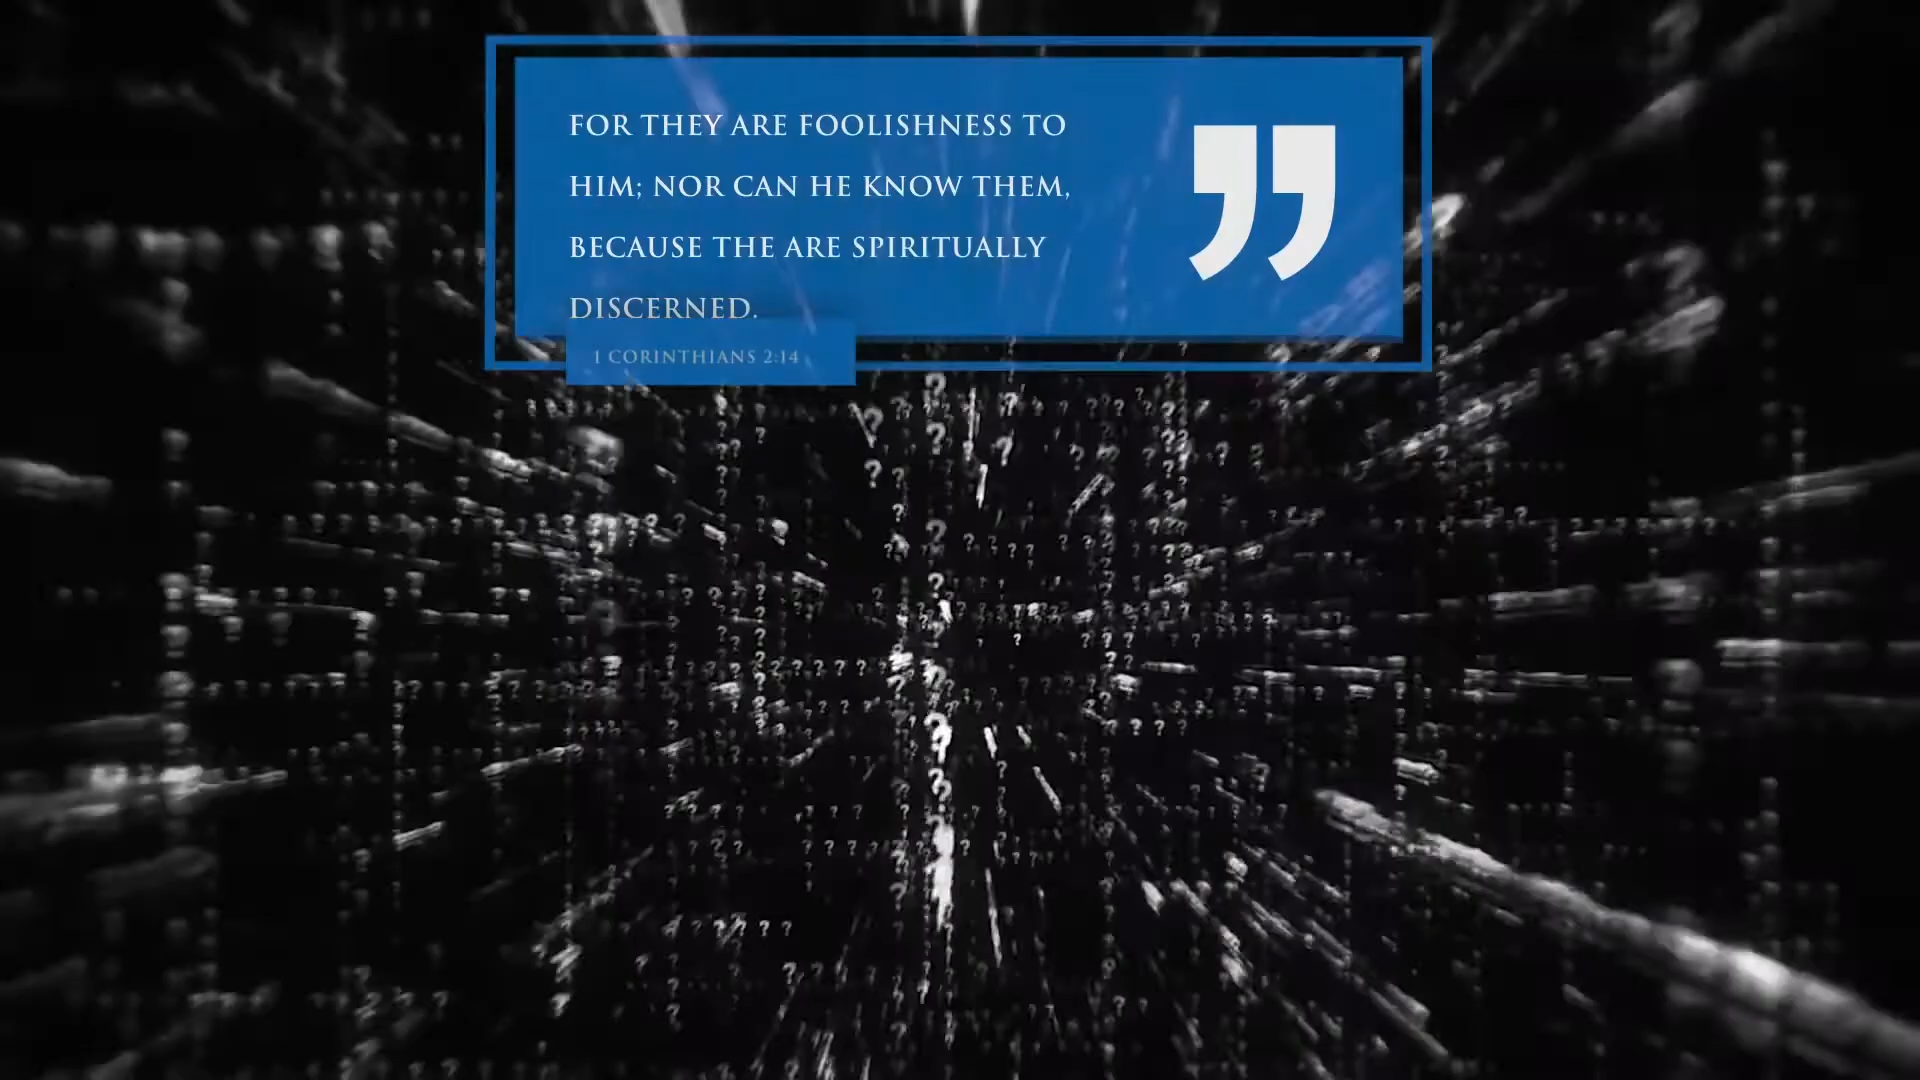 FOR THEY ARE FOOLISHNESS TO
HIM; NOR CAN HE KNOW THEM,
BECAUSE THE ARE SPIRITUALLY
DISCERNED.
1 CORINTHIANS 2:14